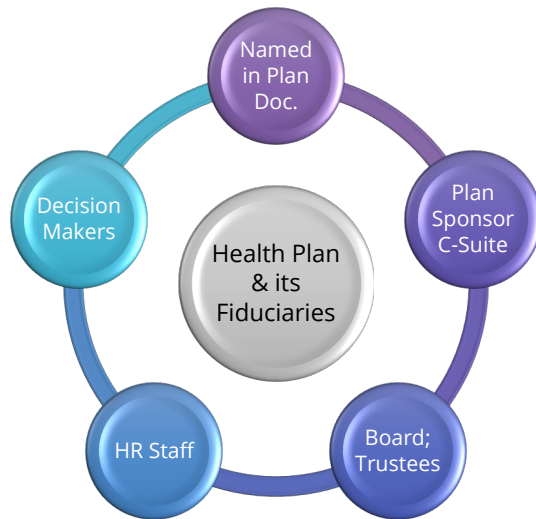 Named
in Plan
Doc.
Plan
Sponsor
C-Suite
Board;
Trustees
HR Staff
Decision
Makers
Health Plan
& its
Fiduciaries